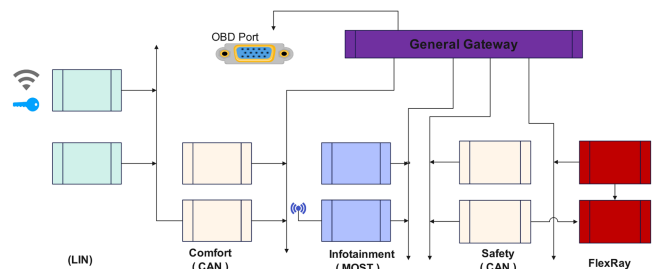 OBD Port
General Gateway
(LIN)
Comfort
( CAN )
Infotainment
( MOST )
Safety
( CAN )
FlexRay